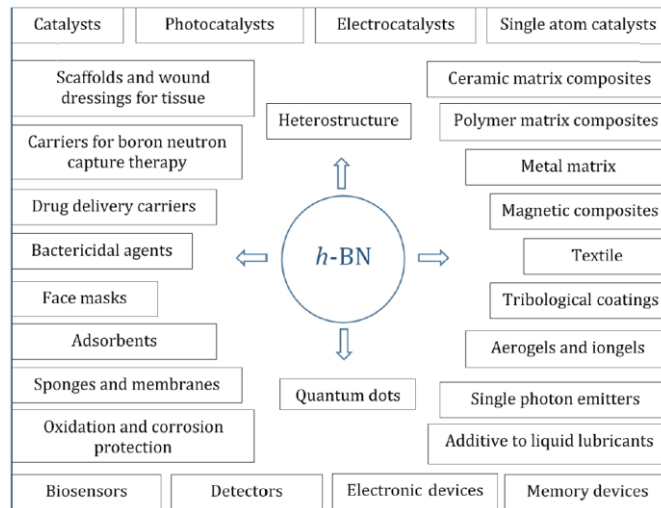 Catalysts
Photocatalysts
Electrocatalysts
Single atom catalysts
Scaffolds and wound
dressings for tissue
Carriers for boron neutron
capture therapy
Drug delivery carriers
Bactericidal agents
Face masks
Adsorbents
Sponges and membranes
Oxidation and corrosion
protection
Heterostructure
h-BN
Quantum dots
Ceramic matrix composites
Polymer matrix composites
Metal matrix
Magnetic composites
Textile
Tribological coatings
Aerogels and iongels
Single photon emitters
Additive to liquid lubricants
Biosensors
Detectors
Electronic devices
Memory devices